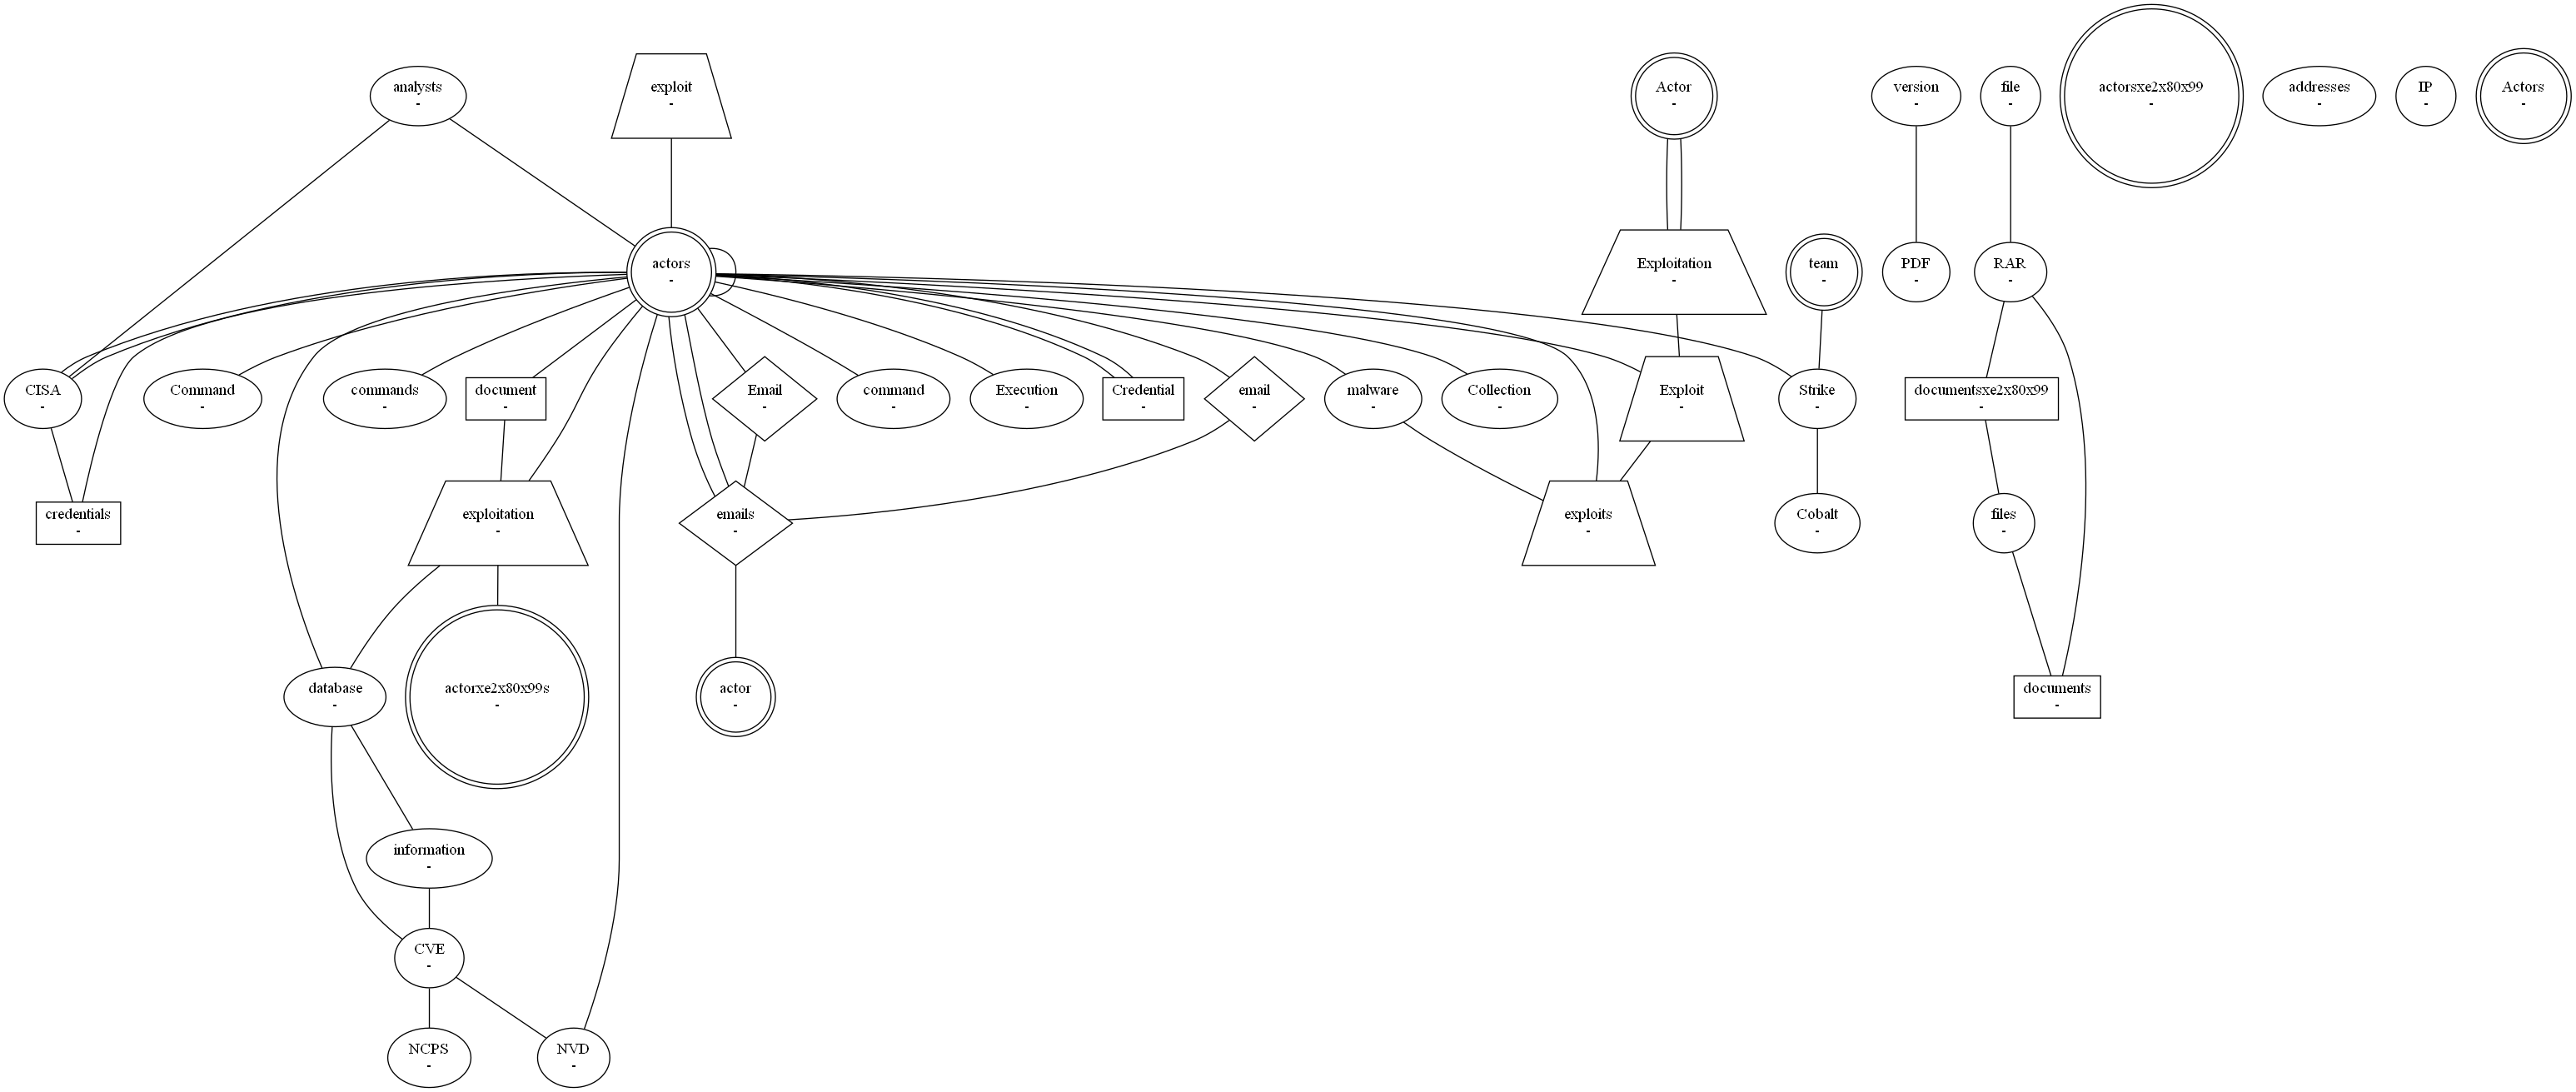 analysts
-
exploit
-
Actor
-
version
-
file
-
actorsxe2x80x99
-
addresses
-
IP
-
Actors
-
actors
-
Exploitation
-
team
-
PDF
-
RAR
-
CISA
-
Command
-
commands
-
document
-
Email
-
command
-
Execution
-
Credential
-
email
-
malware
-
Collection
-
Exploit
-
Strike
-
documentsxe2x80x99
-
credentials
-
exploitation
-
emails
-
exploits
-
Cobalt
-
files
-
database
-
actorxe2x80x99s
-
actor
-
documents
-
information
-
CVE
-
NCPS
-
NVD
-